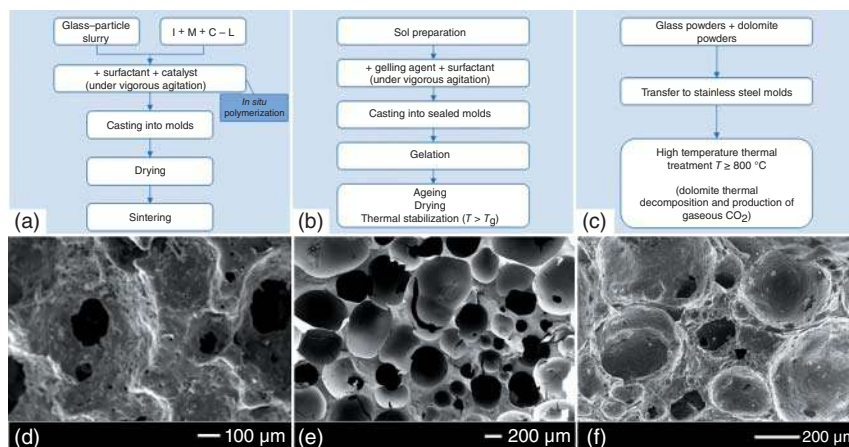 Glass–particle
slurry
I + M + C – L
+ surfactant + catalyst
(under vigorous agitation)
In situ
polymerization
Casting into molds
Drying
Sintering
(a)
Sol preparation
+ gelling agent + surfactant
(under vigorous agitation)
Casting into sealed molds
Gelation
Ageing
Drying
Thermal stabilization (T > Tg)
(b)
Glass powders + dolomite
powders
Transfer to stainless steel molds
High temperature thermal
treatment T ≥ 800 °C
(dolomite thermal
decomposition and production of
gaseous CO2)
(c)
(d)
100 μm
(e)
200 μm
(f)
200 μm